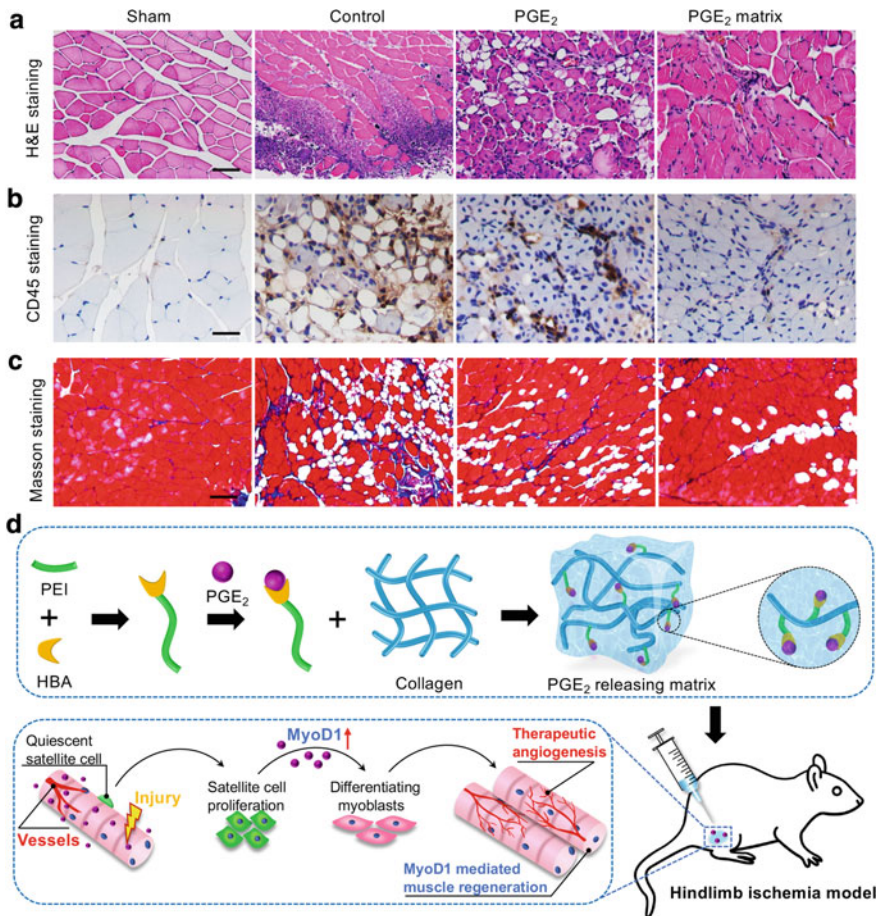 a
Sham
Control
PGE₂
PGE₂ matrix
H&E staining
b
CD45 staining
c
Masson staining
d
PEI
+
HBA
PGE₂
+
Collagen
PGE₂ releasing matrix
Quiescent
satellite cell
Injury
Vessels
Satellite cell
proliferation
MyoD1↑
Differentiating
myoblasts
Therapeutic
angiogenesis
MyoD1 mediated
muscle regeneration
Hindlimb ischemia model